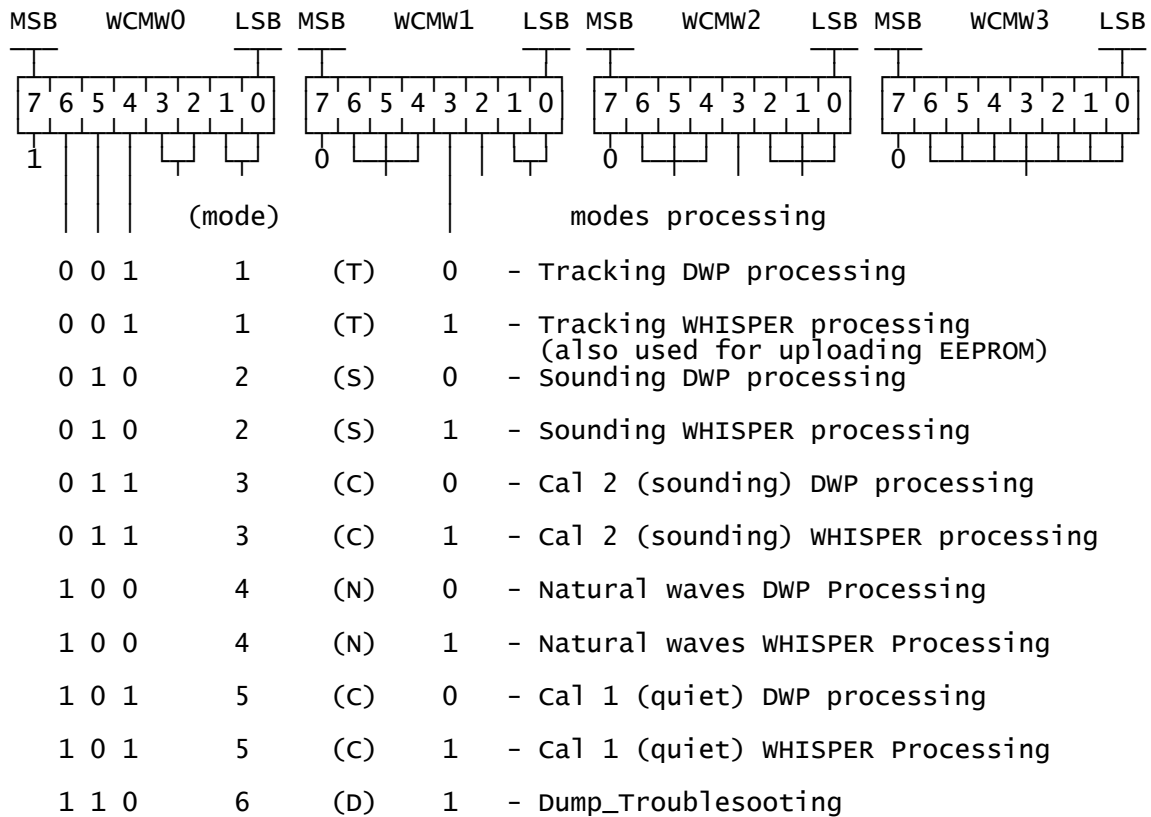 MSB WCMW0 LSB MSB WCMW1 LSB MSB WCMW2 LSB MSB WCMW3 LSB
7 6 5 4 3 2 1 0 7 6 5 4 3 2 1 0 7 6 5 4 3 2 1 0 7 6 5 4 3 2 1 0
1 0 0 0
(mode) modes processing
0 0 1 1 (T) 0 - Tracking DWP processing
0 0 1 1 (T) 1 - Tracking WHISPER processing
(also used for uploading EEPROM)
0 1 0 2 (S) 0 - Sounding DWP processing
0 1 0 2 (S) 1 - Sounding WHISPER processing
0 1 1 3 (C) 0 - Cal 2 (sounding) DWP processing
0 1 1 3 (C) 1 - Cal 2 (sounding) WHISPER processing
1 0 0 4 (N) 0 - Natural waves DWP Processing
1 0 0 4 (N) 1 - Natural waves WHISPER Processing
1 0 1 5 (C) 0 - Cal 1 (quiet) DWP processing
1 0 1 5 (C) 1 - Cal 1 (quiet) WHISPER Processing
1 1 0 6 (D) 1 - Dump_Troublesooting